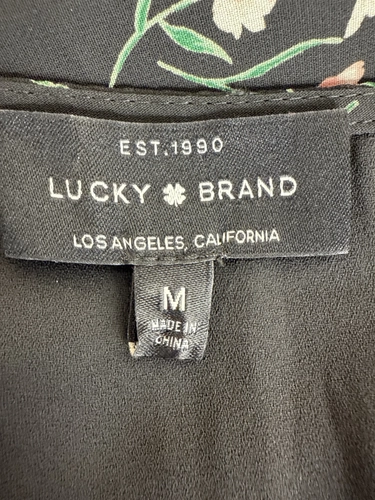 EST.1990
LUCKY BRAND
LOS ANGELES, CALIFORNIA
M
MADE IN
CHINA